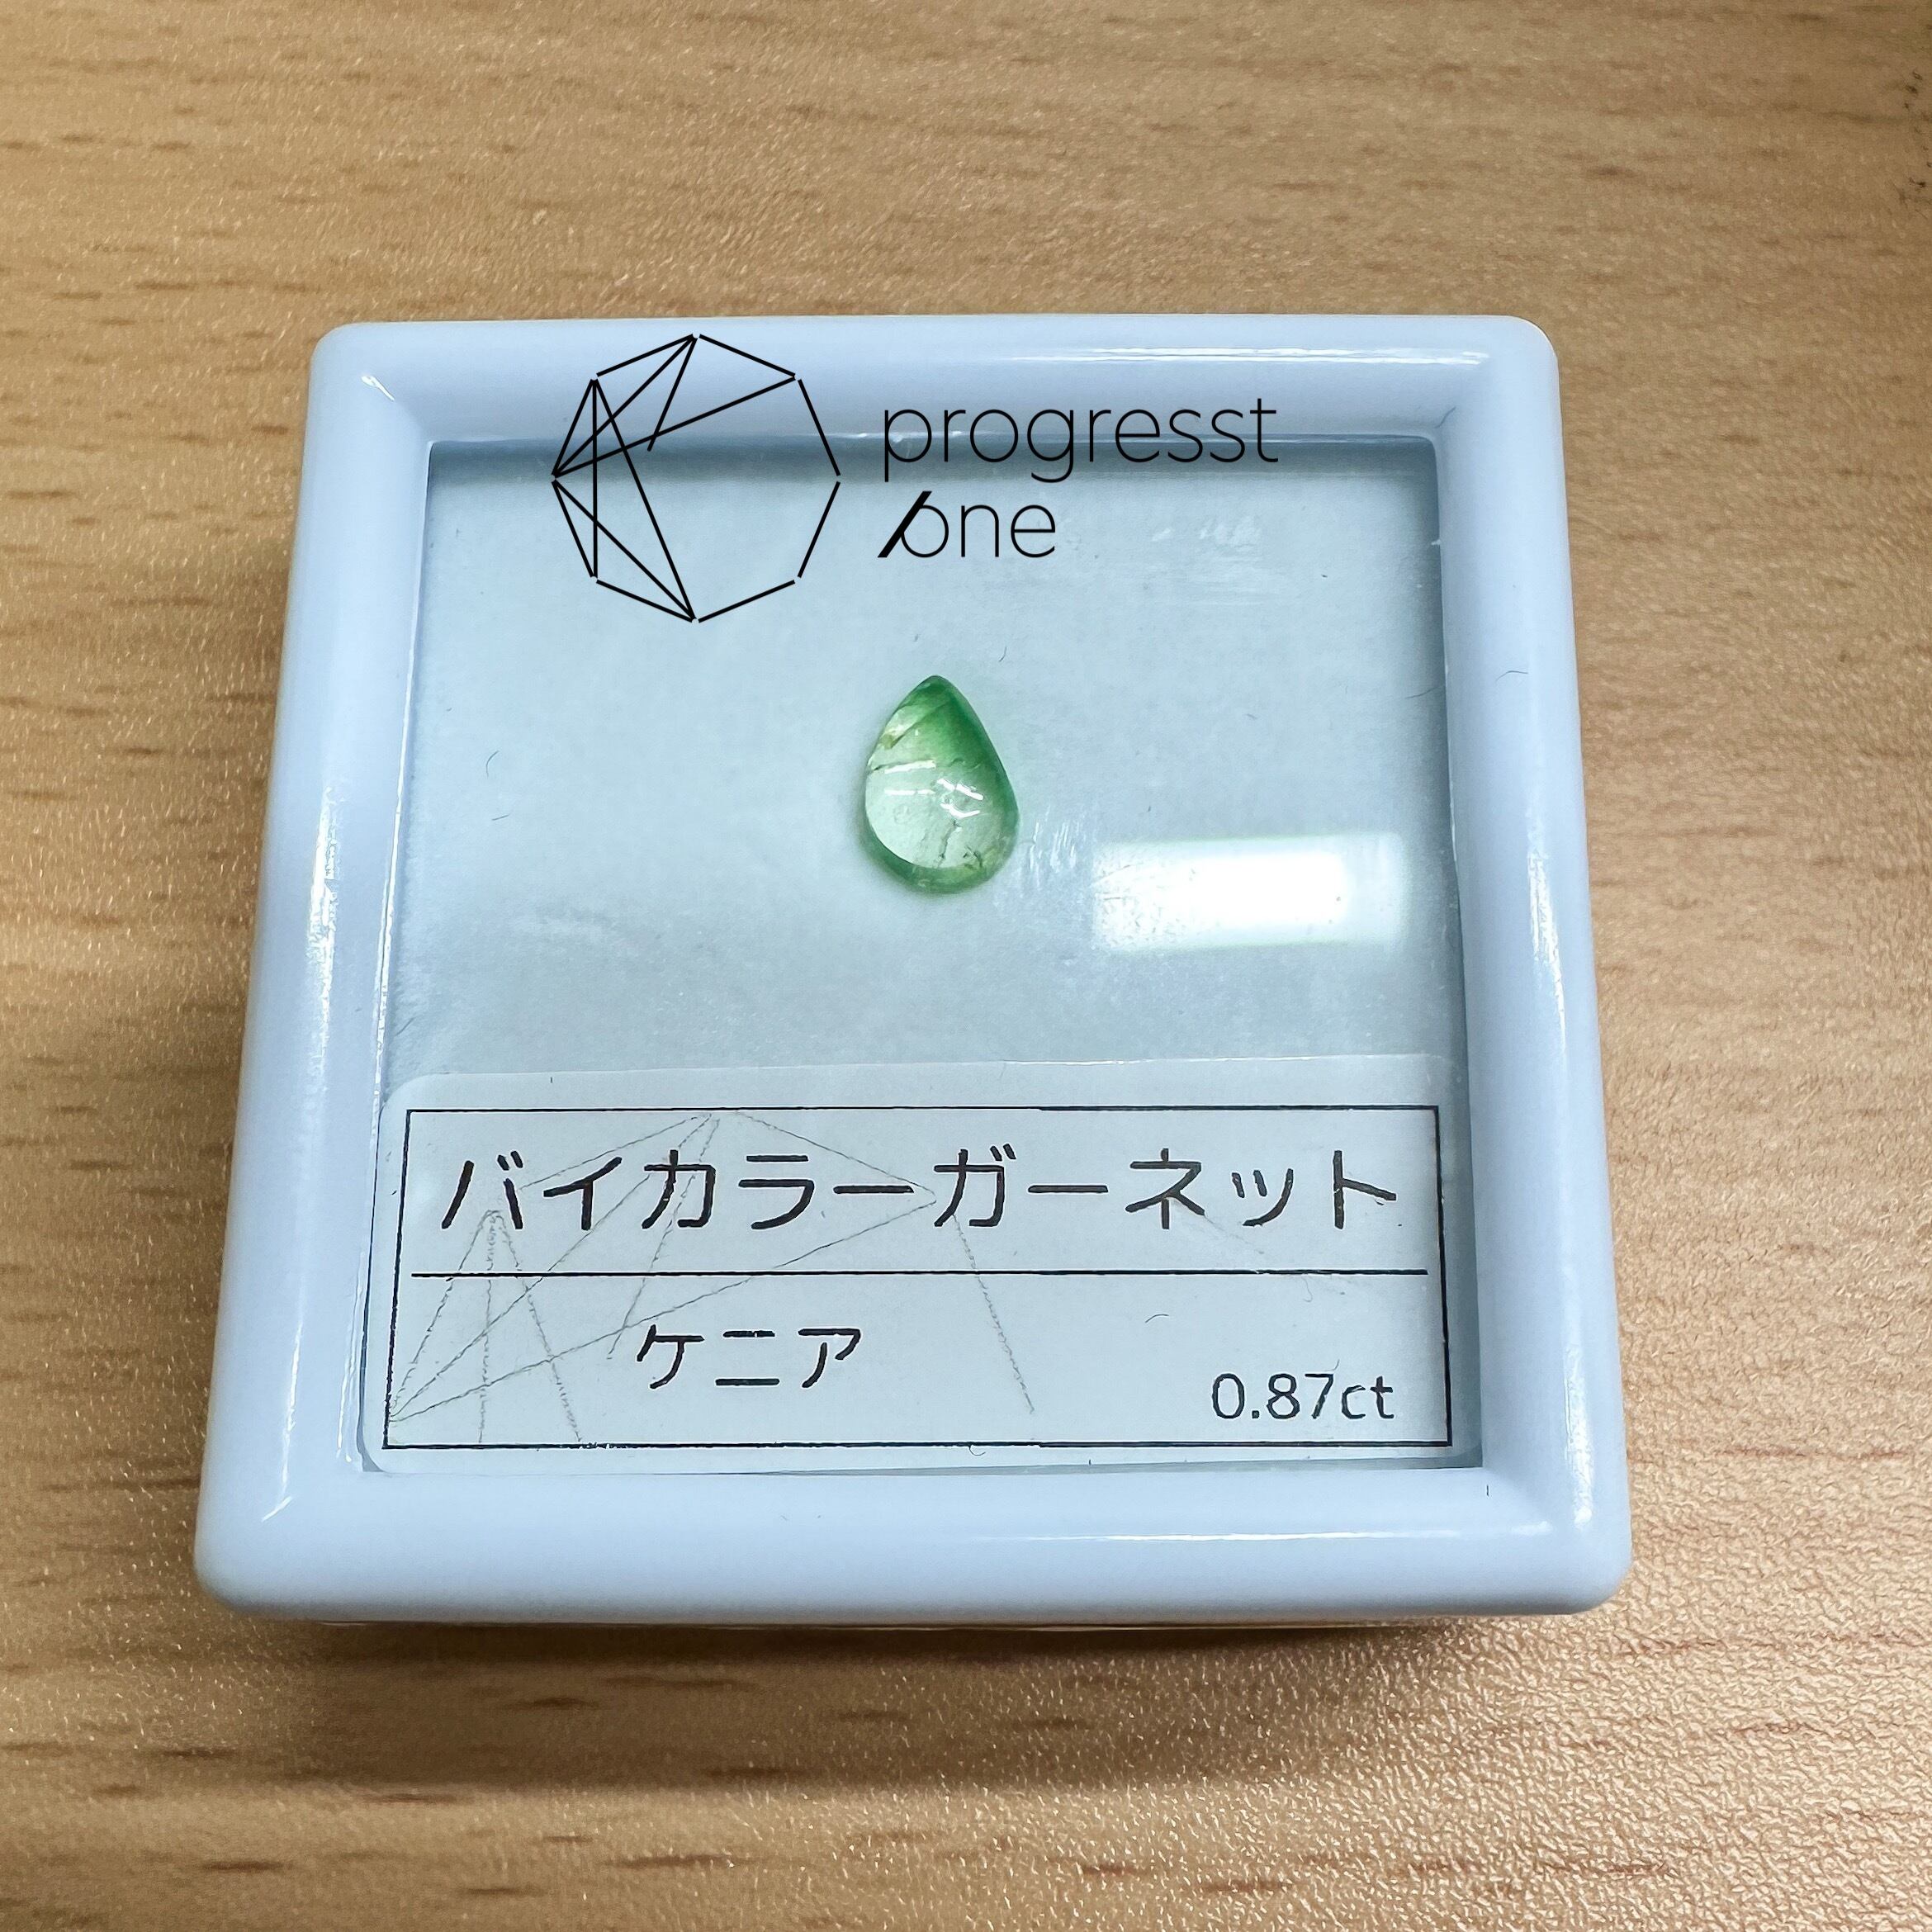 progresst
one
バイカラーガーネット
ケニア
0.87ct